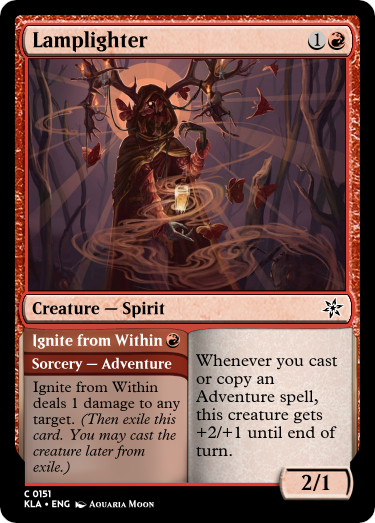 Lamplighter 1
Creature — Spirit
Ignite from Within
Sorcery — Adventure
Ignite from Within
deals 1 damage to any
target. (Then exile this
card. You may cast the
creature later from
exile.)
Whenever you cast
or copy an
Adventure spell,
this creature gets
+2/+1 until end of
turn.
2/1
C 0151
KLA • ENG Aquaria Moon